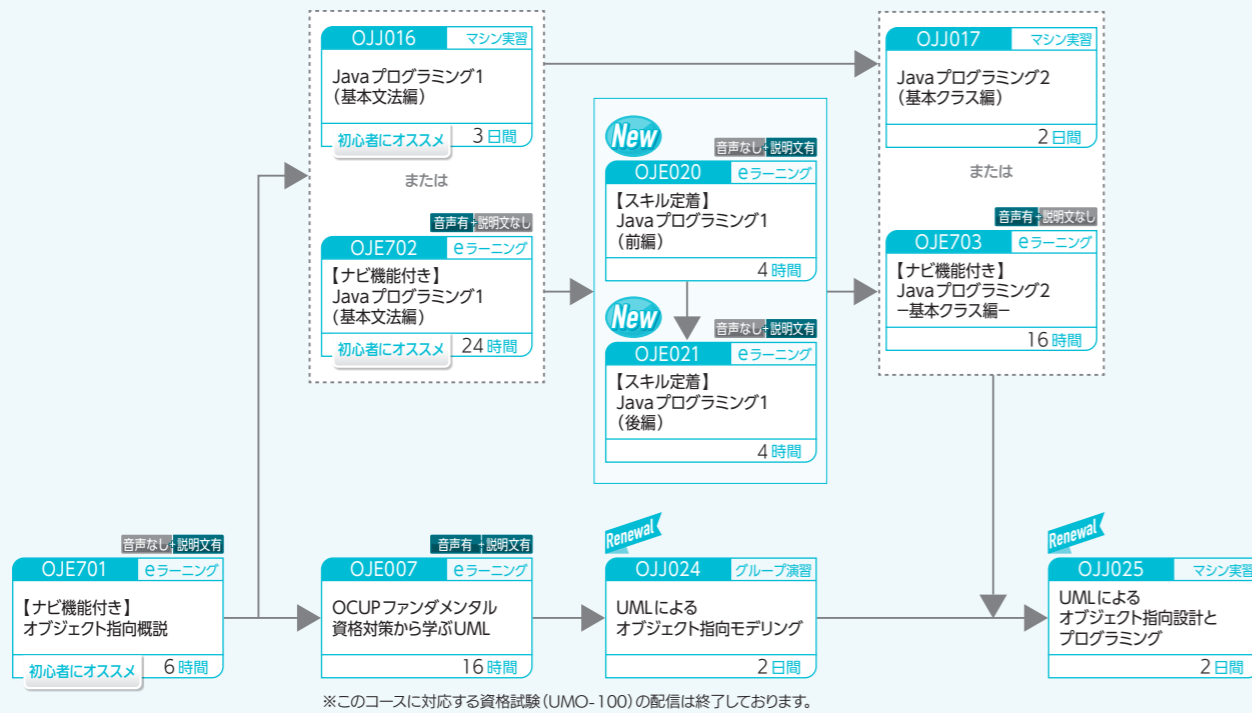 OJJ016 マシン実習
Javaプログラミング1
（基本文法編）
初心者にオススメ 3日間
または
音声有+説明文なし
OJE702 eラーニング
【ナビ機能付き】
Javaプログラミング1
（基本文法編）
初心者にオススメ 24時間
New
音声なし+説明文有
OJE020 eラーニング
【スキル定着】
Javaプログラミング1
（前編）
4時間
New
音声なし+説明文有
OJE021 eラーニング
【スキル定着】
Javaプログラミング1
（後編）
4時間
OJJ017 マシン実習
Javaプログラミング2
（基本クラス編）
2日間
または
音声有+説明文なし
OJE703 eラーニング
【ナビ機能付き】
Javaプログラミング2
−基本クラス編−
16時間
音声なし+説明文有
OJE701 eラーニング
【ナビ機能付き】
オブジェクト指向概説
初心者にオススメ 6時間
音声有+説明文有
OJE007 eラーニング
OCUPファンダメンタル
資格対策から学ぶUML
16時間
Renewal
OJJ024 グループ演習
UMLによる
オブジェクト指向モデリング
2日間
Renewal
OJJ025 マシン実習
UMLによる
オブジェクト指向設計と
プログラミング
2日間
※このコースに対応する資格試験（UMO-100）の配信は終了しております。